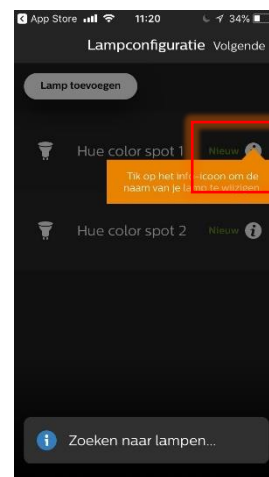 App Store 11:20 34%
Lampconfiguratie Volgende
Lamp toevoegen
Hue color spot 1 Nieuw
Tik op het info-icoon om de
naam van je lamp te wijzigen
Hue color spot 2 Nieuw
Zoeken naar lampen...